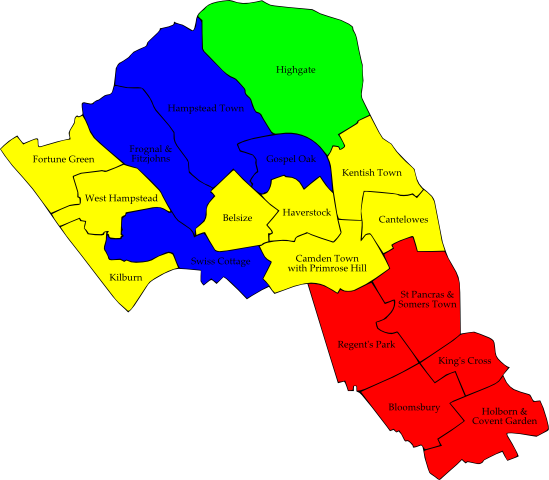 Highgate
Hampstead Town
Frognal &
Fitzjohns
Gospel Oak
Fortune Green
Kentish Town
West Hampstead
Belsize
Haverstock
Cantelowes
Kilburn
Swiss Cottage
Camden Town
with Primrose Hill
St Pancras &
Somers Town
Regent's Park
King's Cross
Bloomsbury
Holborn &
Covent Garden